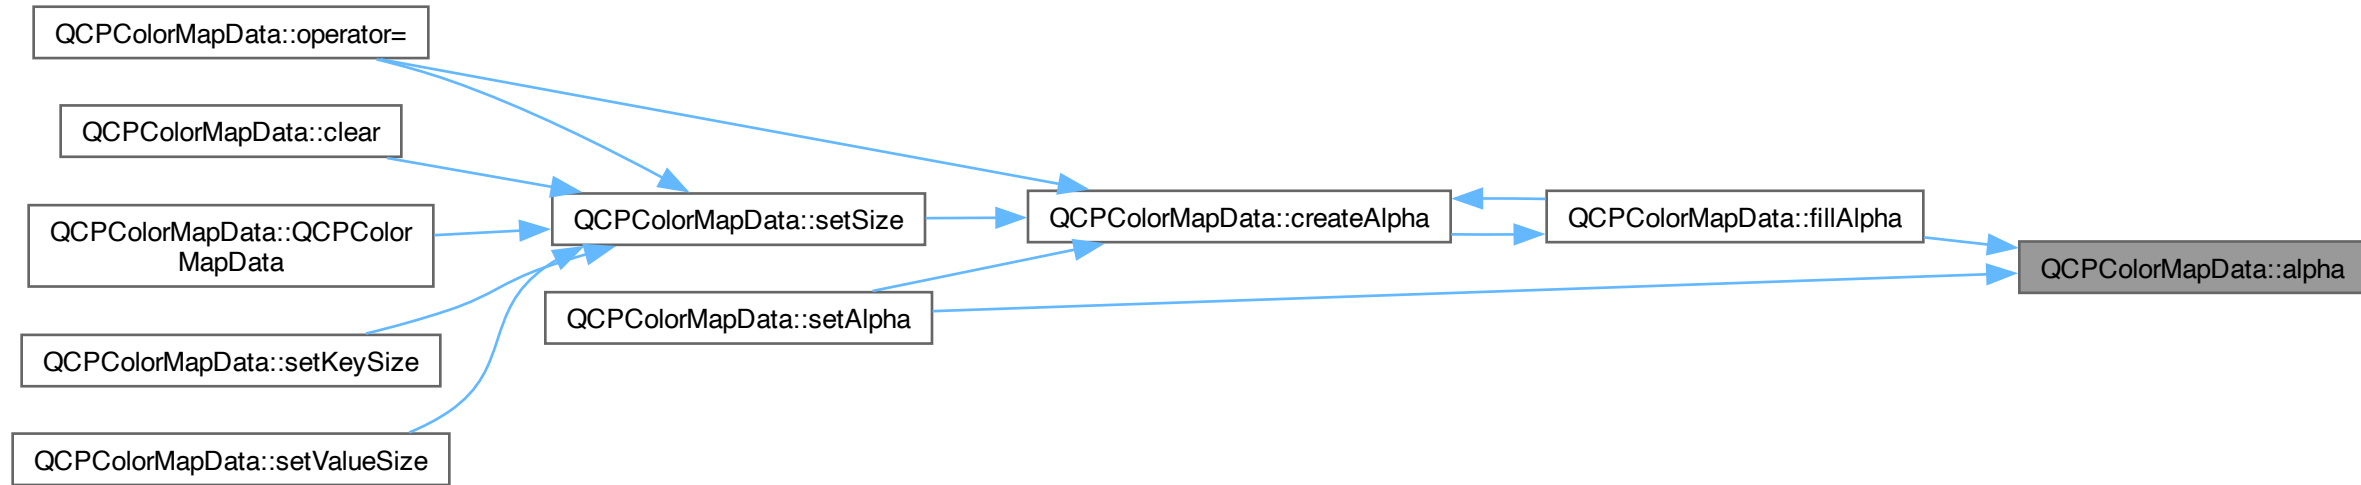 QCPColorMapData::operator=
QCPColorMapData::clear
QCPColorMapData::QCPColor
MapData
QCPColorMapData::setKeySize
QCPColorMapData::setValueSize
QCPColorMapData::setSize
QCPColorMapData::setAlpha
QCPColorMapData::createAlpha
QCPColorMapData::fillAlpha
QCPColorMapData::alpha